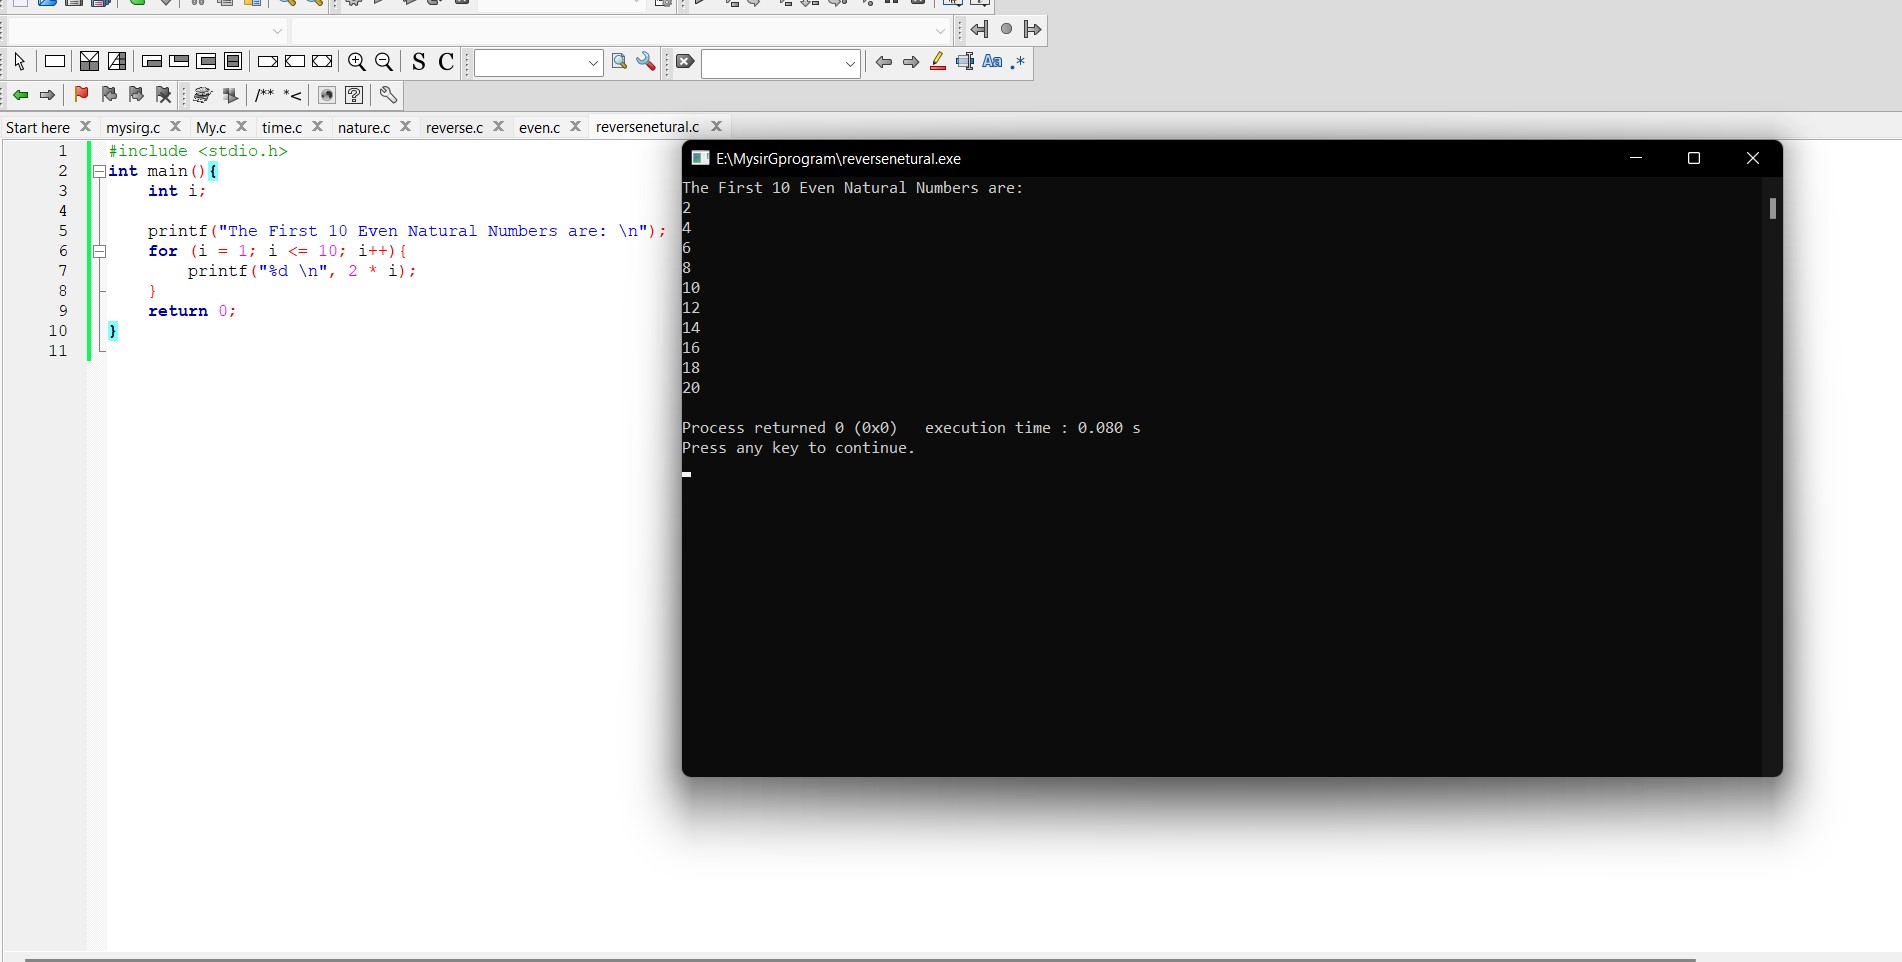 S C
Aa .*
/** *<
Start here mysirg.c My.c time.c nature.c reverse.c even.c reversenetural.c
1 #include <stdio.h>
2 int main(){
3 int i;
4
5 printf("The First 10 Even Natural Numbers are: \n");
6 for (i = 1; i <= 10; i++){
7 printf("%d \n", 2 * i);
8 }
9 return 0;
10 }
11
E:\MysirGprogram\reversenetural.exe
The First 10 Even Natural Numbers are:
2
4
6
8
10
12
14
16
18
20
Process returned 0 (0x0) execution time : 0.080 s
Press any key to continue.